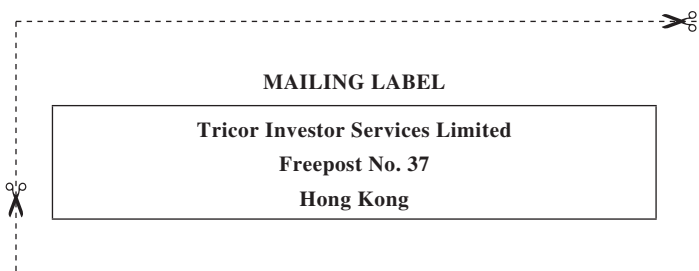 MAILING LABEL
Tricor Investor Services Limited
Freepost No. 37
Hong Kong